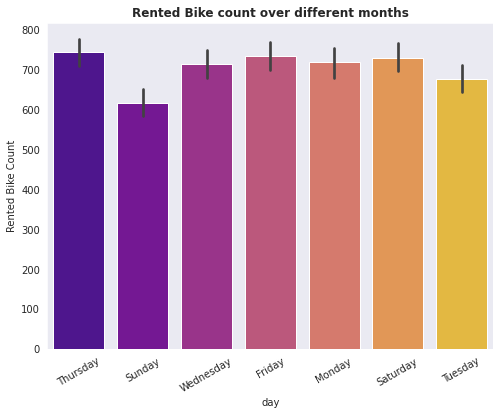 Rented Bike count over different months
800
700
600
500
400
300
200
100
0
Rented Bike Count
Thursday
Sunday
Wednesday
Friday
Monday
Saturday
Tuesday
day